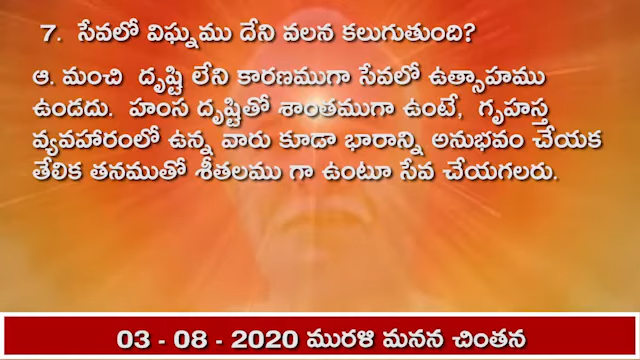 7. సేవలో విఘ్నము దేని వలన కలుగుతుంది?
ఆ. మంచి దృష్టి లేని కారణముగా సేవలో ఉత్సాహము
ఉండదు. హంస దృష్టితో శాంతముగా ఉంటే, గృహస్త
వ్యవహారంలో ఉన్న వారు కూడా భారాన్ని అనుభవం చేయక
తేలిక తనముతో శీతలము గా ఉంటూ సేవ చేయగలరు.
03 - 08 - 2020 మురళి మనన చింతన